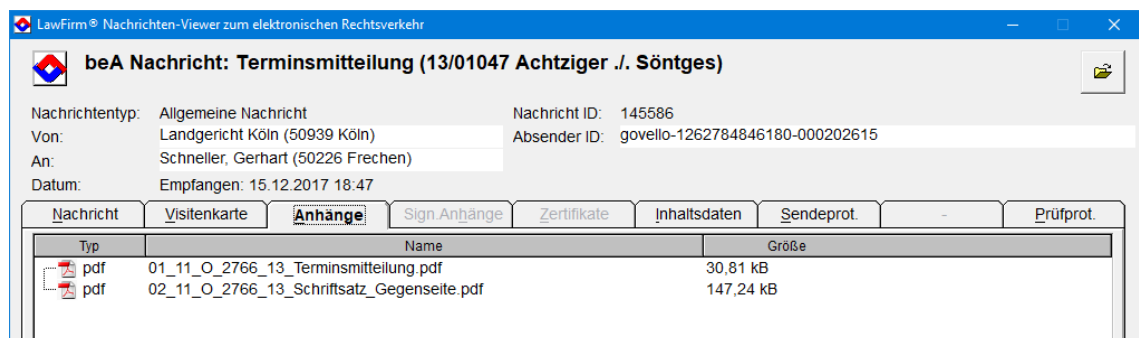 LawFirm® Nachrichten-Viewer zum elektronischen Rechtsverkehr
beA Nachricht: Terminsmitteilung (13/01047 Achtziger ./. Söntges)
Nachrichtentyp: Allgemeine Nachricht Nachricht ID: 145586
Von: Landgericht Köln (50939 Köln) Absender ID: govello-1262784846180-000202615
An: Schneller, Gerhart (50226 Frechen)
Datum: Empfangen: 15.12.2017 18:47
Nachricht Visitenkarte Anhänge Sign.Anhänge Zertifikate Inhaltsdaten Sendeprot. - Prüfprot.
Typ Name Größe
pdf 01_11_O_2766_13_Terminsmitteilung.pdf 30,81 kB
pdf 02_11_O_2766_13_Schriftsatz_Gegenseite.pdf 147,24 kB